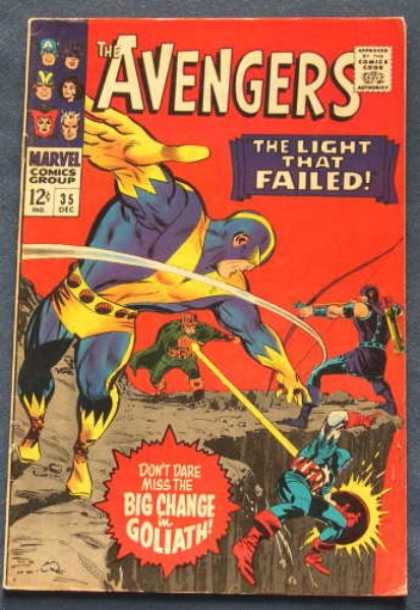 THE
AVENGERS
APPROVED
BY THE
COMICS
CODE
AUTHORITY
MARVEL
COMICS
GROUP
12¢
IND.
35
DEC
THE LIGHT
THAT
FAILED!
DON'T DARE
MISS THE
BIG CHANGE
in
GOLIATH!